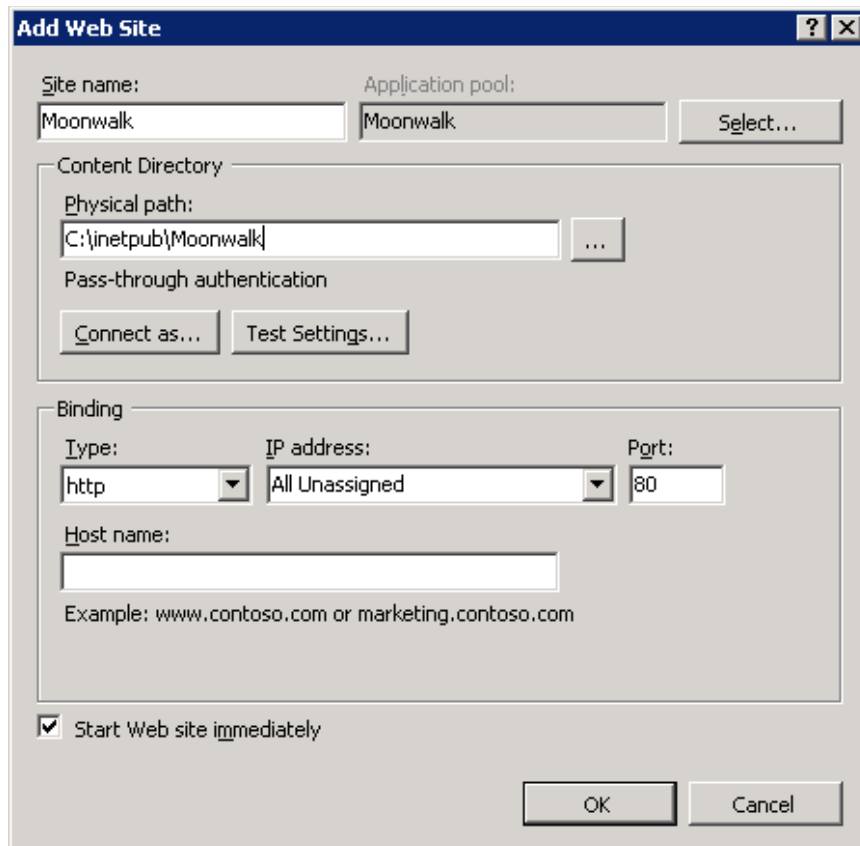 Add Web Site
Site name: Application pool:
Moonwalk Moonwalk Select...
Content Directory
Physical path:
C:\inetpub\Moonwalk ...
Pass-through authentication
Connect as... Test Settings...
Binding
Type: IP address: Port:
http All Unassigned 80
Host name:
Example: www.contoso.com or marketing.contoso.com
Start Web site immediately
OK Cancel